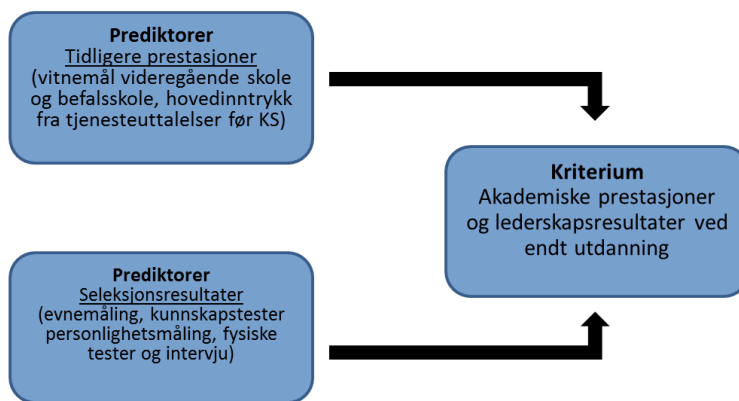 Prediktorer
Tidligere prestasjoner
(vitnemål videregående skole
og befalsskole, hovedinntrykk
fra tjenesteuttalelser før KS)
Kriterium
Akademiske prestasjoner
og lederskapsresultater ved
endt utdanning
Prediktorer
Seleksjonsresultater
(evnemåling, kunnskapstester
personlighetsmåling, fysiske
tester og intervju)